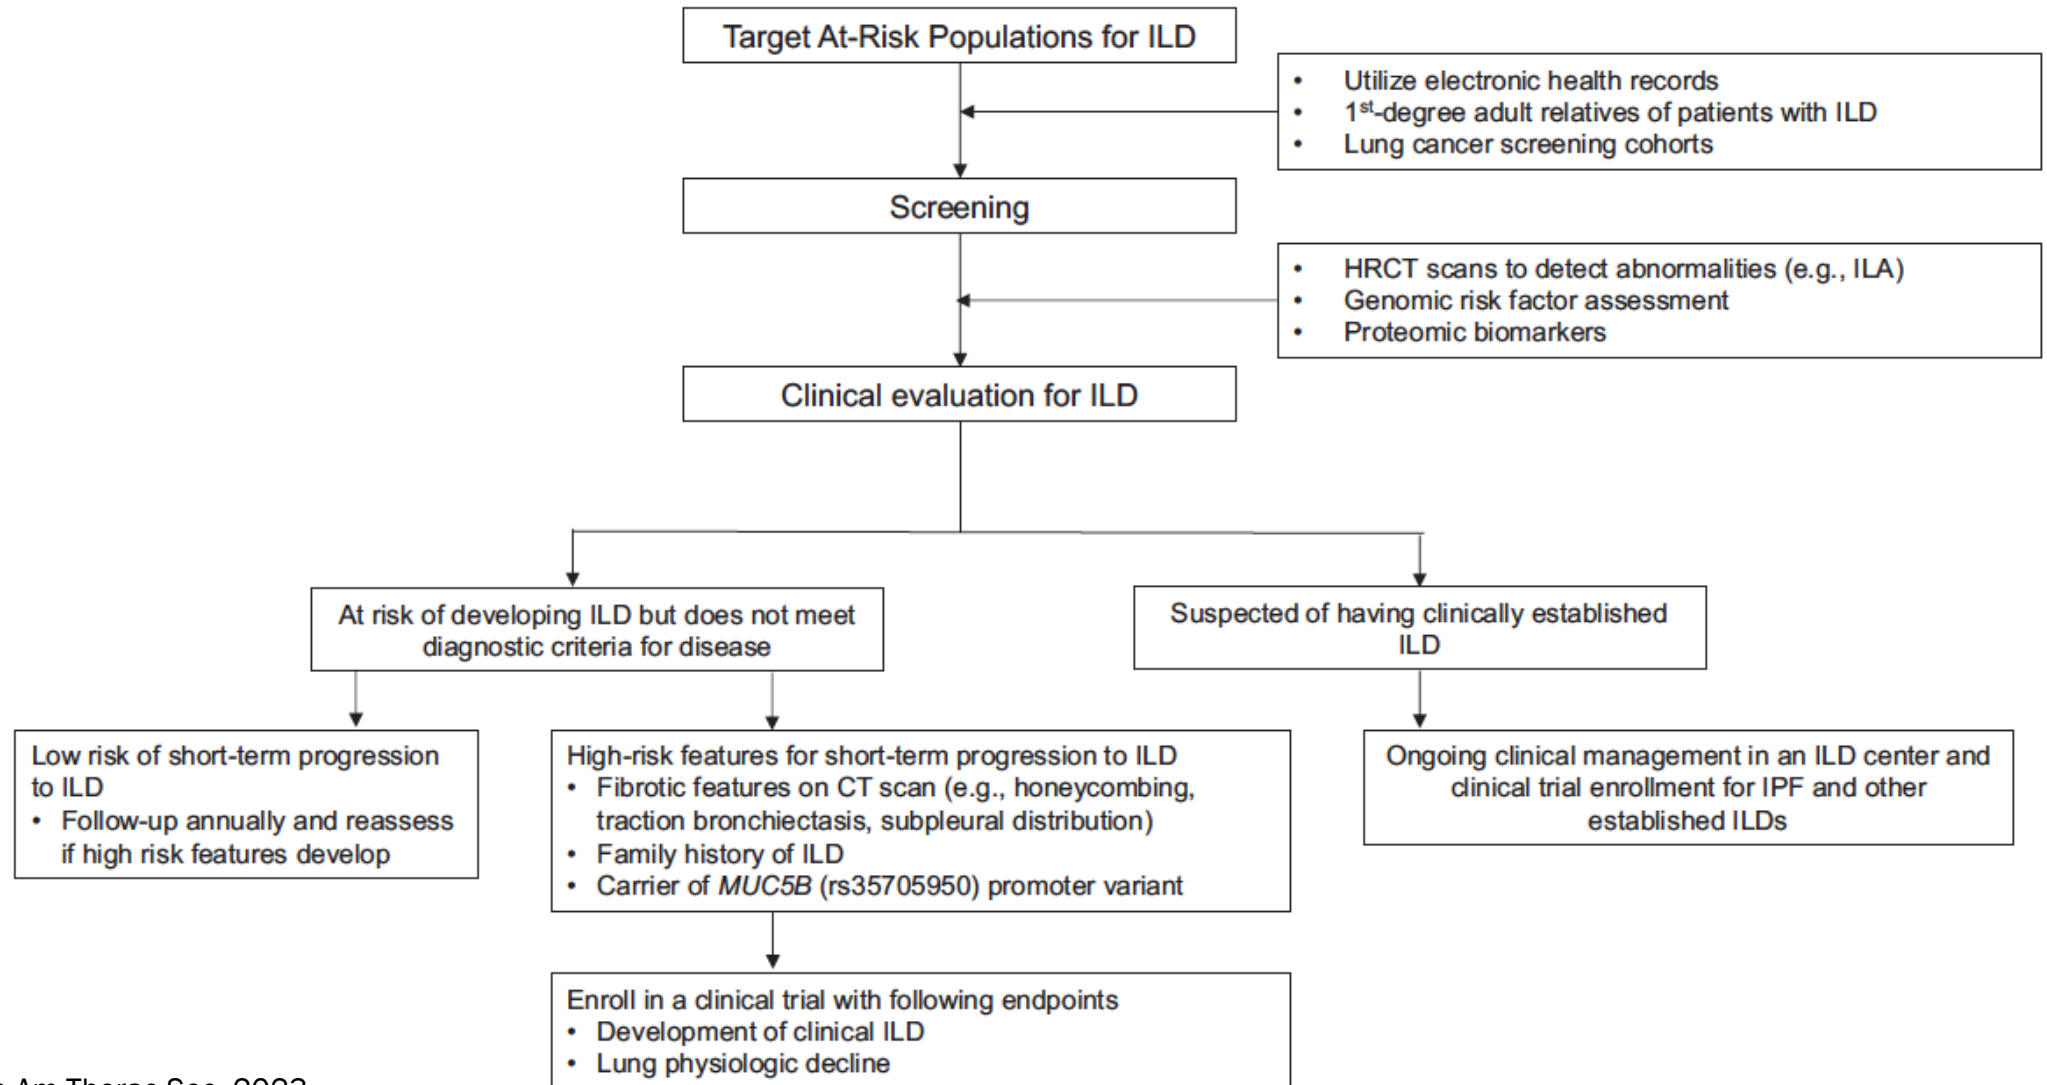 Target At-Risk Populations for ILD
• Utilize electronic health records
• 1st-degree adult relatives of patients with ILD
• Lung cancer screening cohorts
Screening
• HRCT scans to detect abnormalities (e.g., ILA)
• Genomic risk factor assessment
• Proteomic biomarkers
Clinical evaluation for ILD
At risk of developing ILD but does not meet
diagnostic criteria for disease
Suspected of having clinically established
ILD
Low risk of short-term progression
to ILD
• Follow-up annually and reassess
if high risk features develop
High-risk features for short-term progression to ILD
• Fibrotic features on CT scan (e.g., honeycombing,
traction bronchiectasis, subpleural distribution)
• Family history of ILD
• Carrier of MUC5B (rs35705950) promoter variant
Ongoing clinical management in an ILD center and
clinical trial enrollment for IPF and other
established ILDs
Enroll in a clinical trial with following endpoints
• Development of clinical ILD
• Lung physiologic decline
Am Thorac Soc. 2023